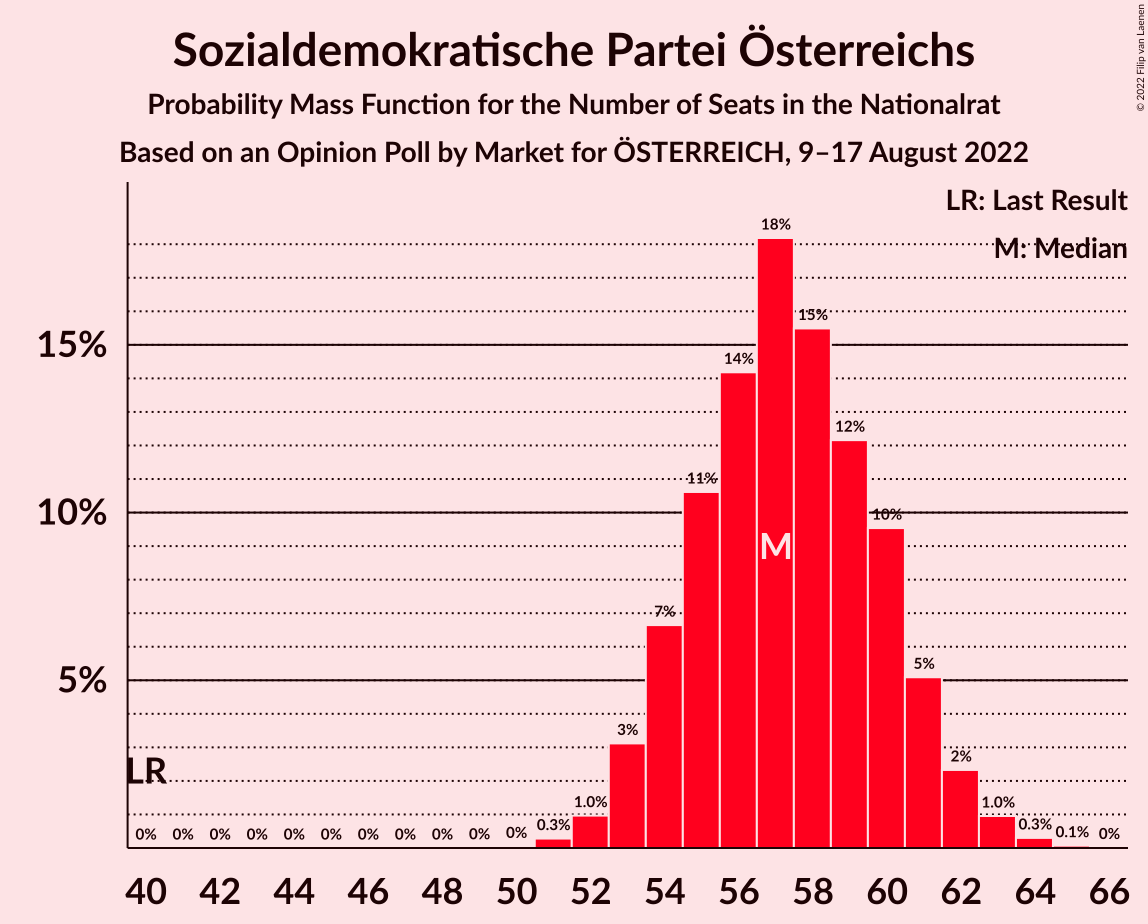 Sozialdemokratische Partei Österreichs
Probability Mass Function for the Number of Seats in the Nationalrat
Based on an Opinion Poll by Market for ÖSTERREICH, 9–17 August 2022
© 2022 Filip van Laenen
LR: Last Result
M: Median
18%
15%
15%
14%
12%
11%
10%
10%
M
7%
5%
5%
3%
2%
LR
1.0%
1.0%
0% 0% 0% 0% 0% 0% 0% 0% 0% 0% 0% 0.3% 0.3% 0.1% 0%
40 42 44 46 48 50 52 54 56 58 60 62 64 66